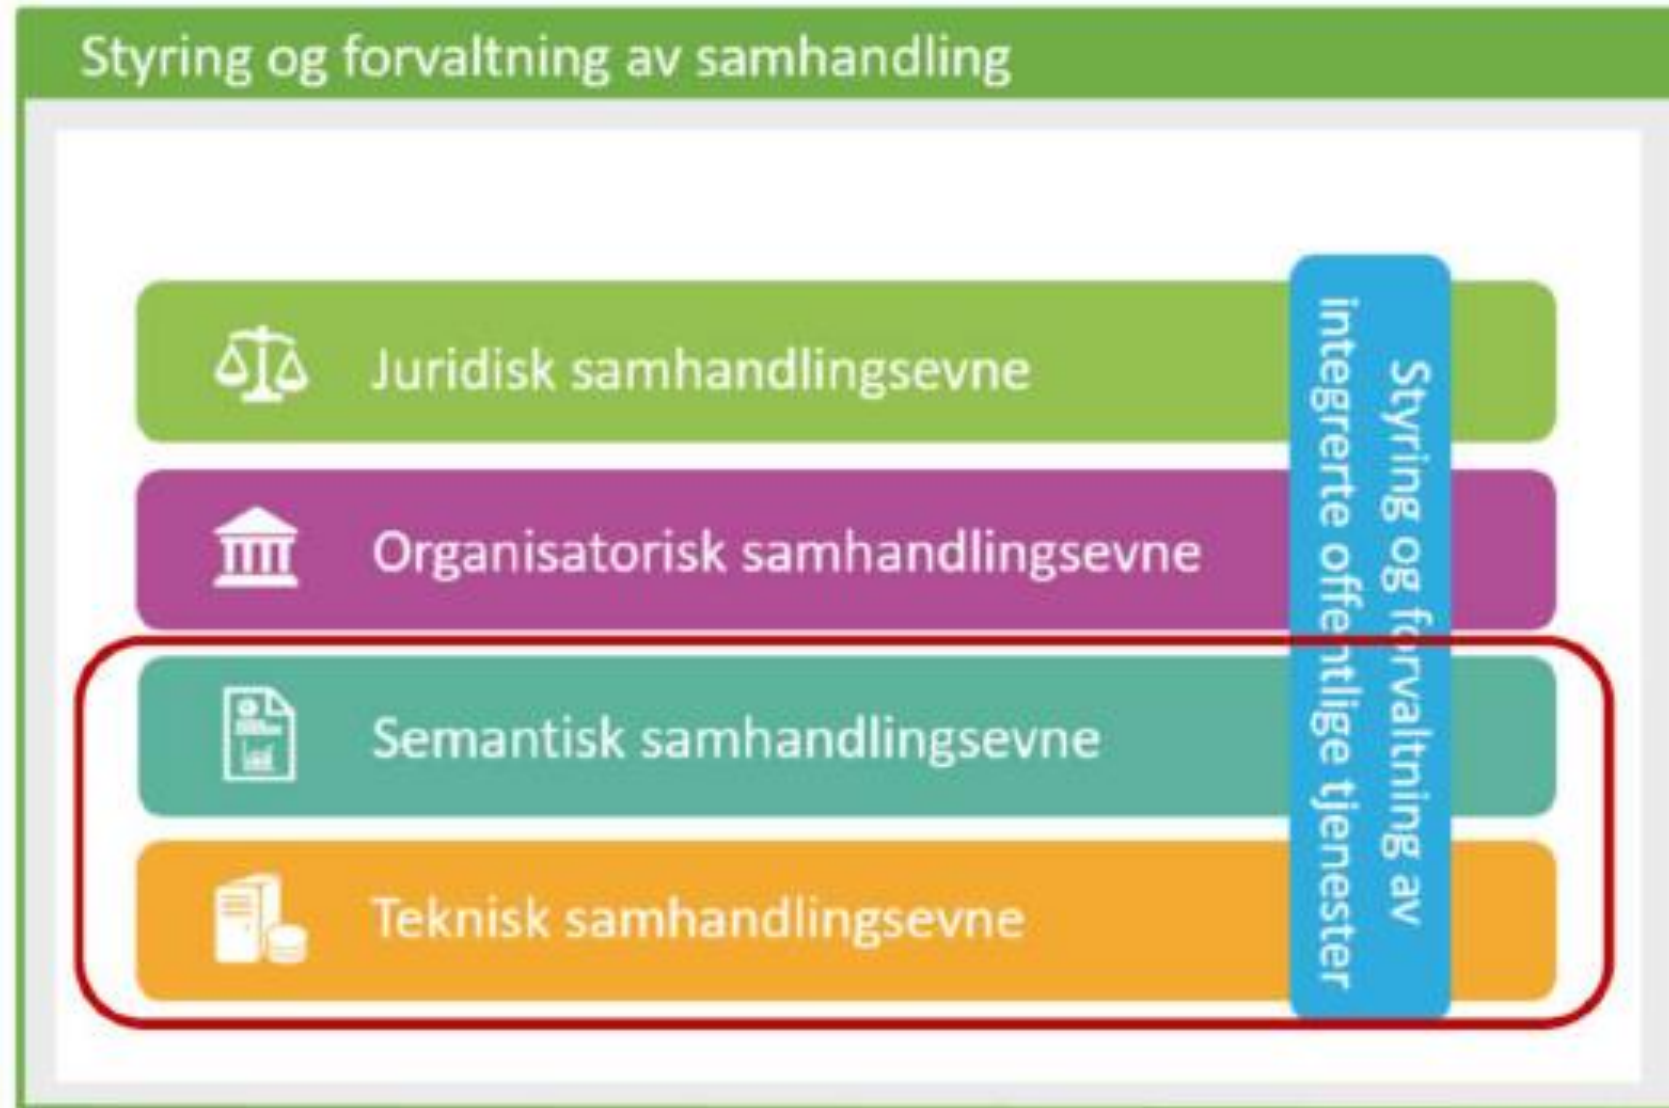 Styring og forvaltning av samhandling
Juridisk samhandlingsevne
Organisatorisk samhandlingsevne
Semantisk samhandlingsevne
Teknisk samhandlingsevne
Styring og forvaltning av
integrerte offentlige tjenester